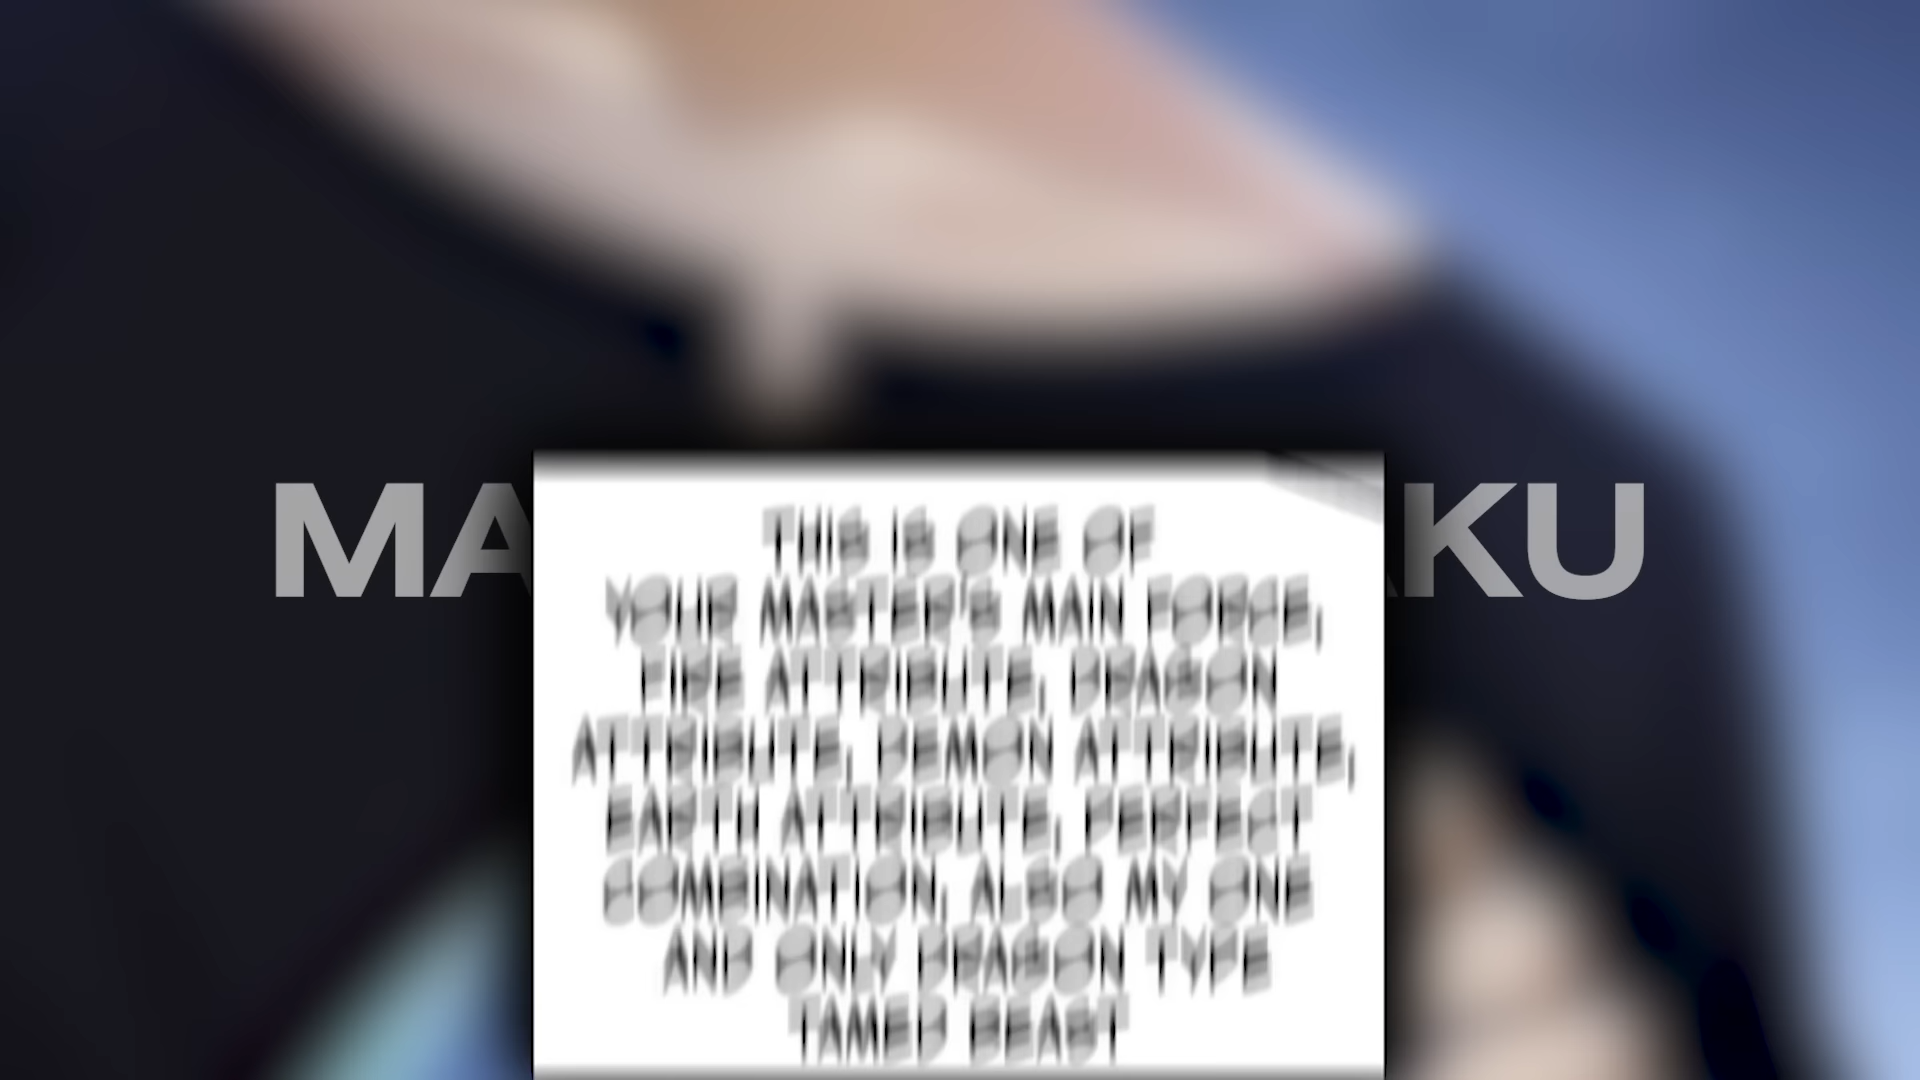 MA KU
THIS IS ONE OF
YOUR MASTER'S MAIN FORCE,
FIRE ATTRIBUTE, DRAGON
ATTRIBUTE, DEMON ATTRIBUTE,
EARTH ATTRIBUTE, PERFECT
COMBINATION, ALSO MY ONE
AND ONLY DRAGON TYPE
TAMED BEAST